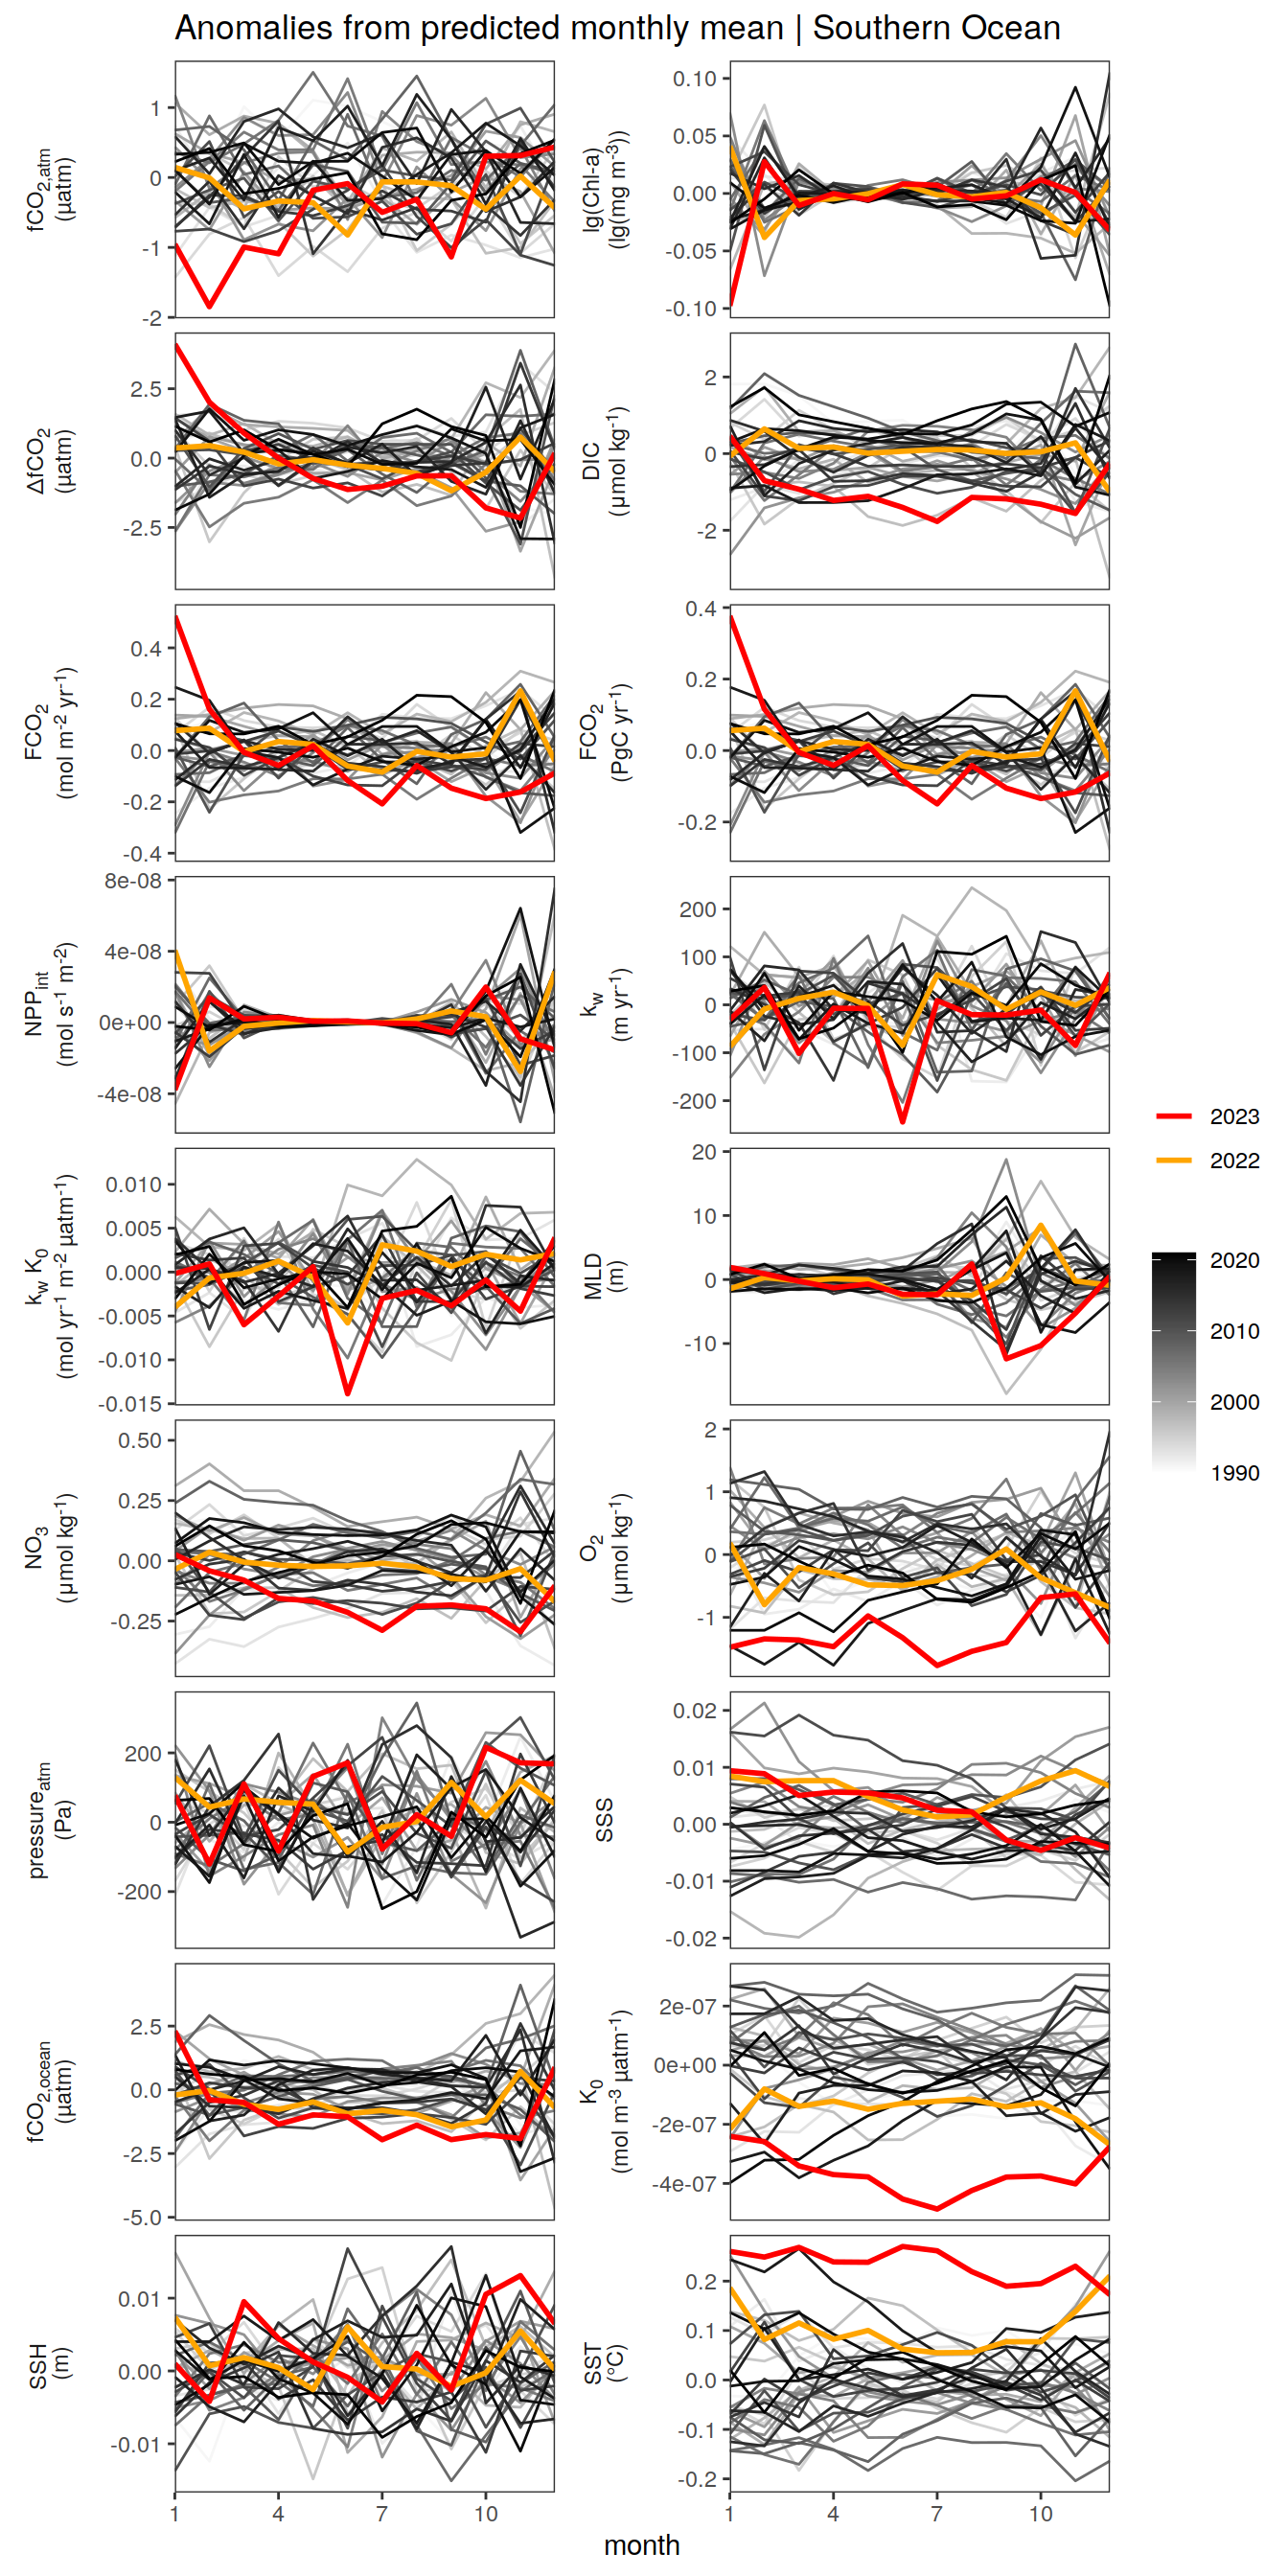 Anomalies from predicted monthly mean | Southern Ocean
fCO2,atm
(µatm)
1
0
-1
-2
lg(Chl-a)
(lg(mg m-3))
0.10
0.05
0.00
-0.05
-0.10
ΔfCO2
(µatm)
2.5
0.0
-2.5
DIC
(µmol kg-1)
2
0
-2
FCO2
(mol m-2 yr-1)
0.4
0.2
0.0
-0.2
-0.4
FCO2
(PgC yr-1)
0.4
0.2
0.0
-0.2
NPPint
(mol s-1 m-2)
8e-08
4e-08
0e+00
-4e-08
kw
(m yr-1)
200
100
0
-100
-200
kw K0
(mol yr-1 m-2 µatm-1)
0.010
0.005
0.000
-0.005
-0.010
-0.015
MLD
(m)
20
10
0
-10
NO3
(µmol kg-1)
0.50
0.25
0.00
-0.25
O2
(µmol kg-1)
2
1
0
-1
pressureatm
(Pa)
200
0
-200
SSS
0.02
0.01
0.00
-0.01
-0.02
fCO2,ocean
(µatm)
2.5
0.0
-2.5
-5.0
K0
(mol m-3 µatm-1)
2e-07
0e+00
-2e-07
-4e-07
SSH
(m)
0.01
0.00
-0.01
SST
(°C)
0.2
0.1
0.0
-0.1
-0.2
1 4 7 10
1 4 7 10
month
2023
2022
2020
2010
2000
1990